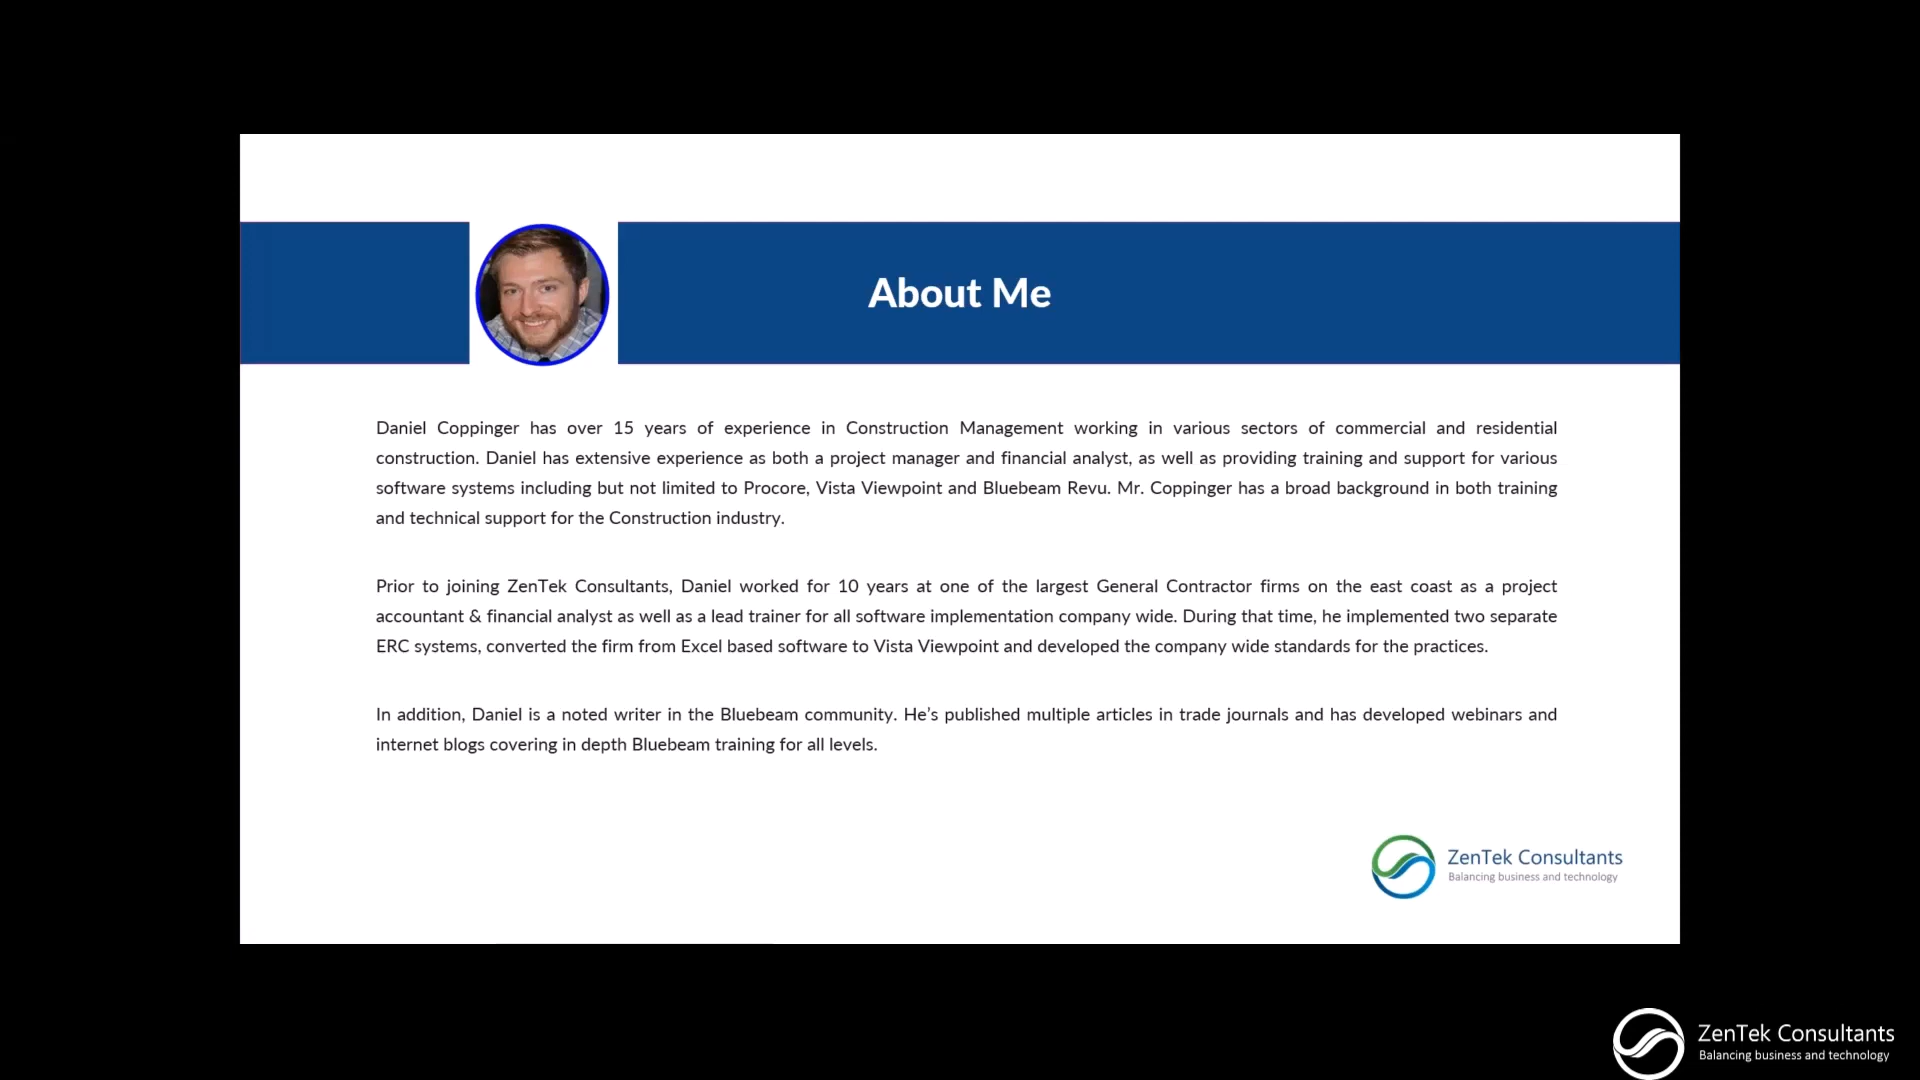 About Me
Daniel Coppinger has over 15 years of experience in Construction Management working in various sectors of commercial and residential
construction. Daniel has extensive experience as both a project manager and financial analyst, as well as providing training and support for various
software systems including but not limited to Procore, Vista Viewpoint and Bluebeam Revu. Mr. Coppinger has a broad background in both training
and technical support for the Construction industry.
Prior to joining ZenTek Consultants, Daniel worked for 10 years at one of the largest General Contractor firms on the east coast as a project
accountant & financial analyst as well as a lead trainer for all software implementation company wide. During that time, he implemented two separate
ERC systems, converted the firm from Excel based software to Vista Viewpoint and developed the company wide standards for the practices.
In addition, Daniel is a noted writer in the Bluebeam community. He’s published multiple articles in trade journals and has developed webinars and
internet blogs covering in depth Bluebeam training for all levels.
ZenTek Consultants
Balancing business and technology
ZenTek Consultants
Balancing business and technology